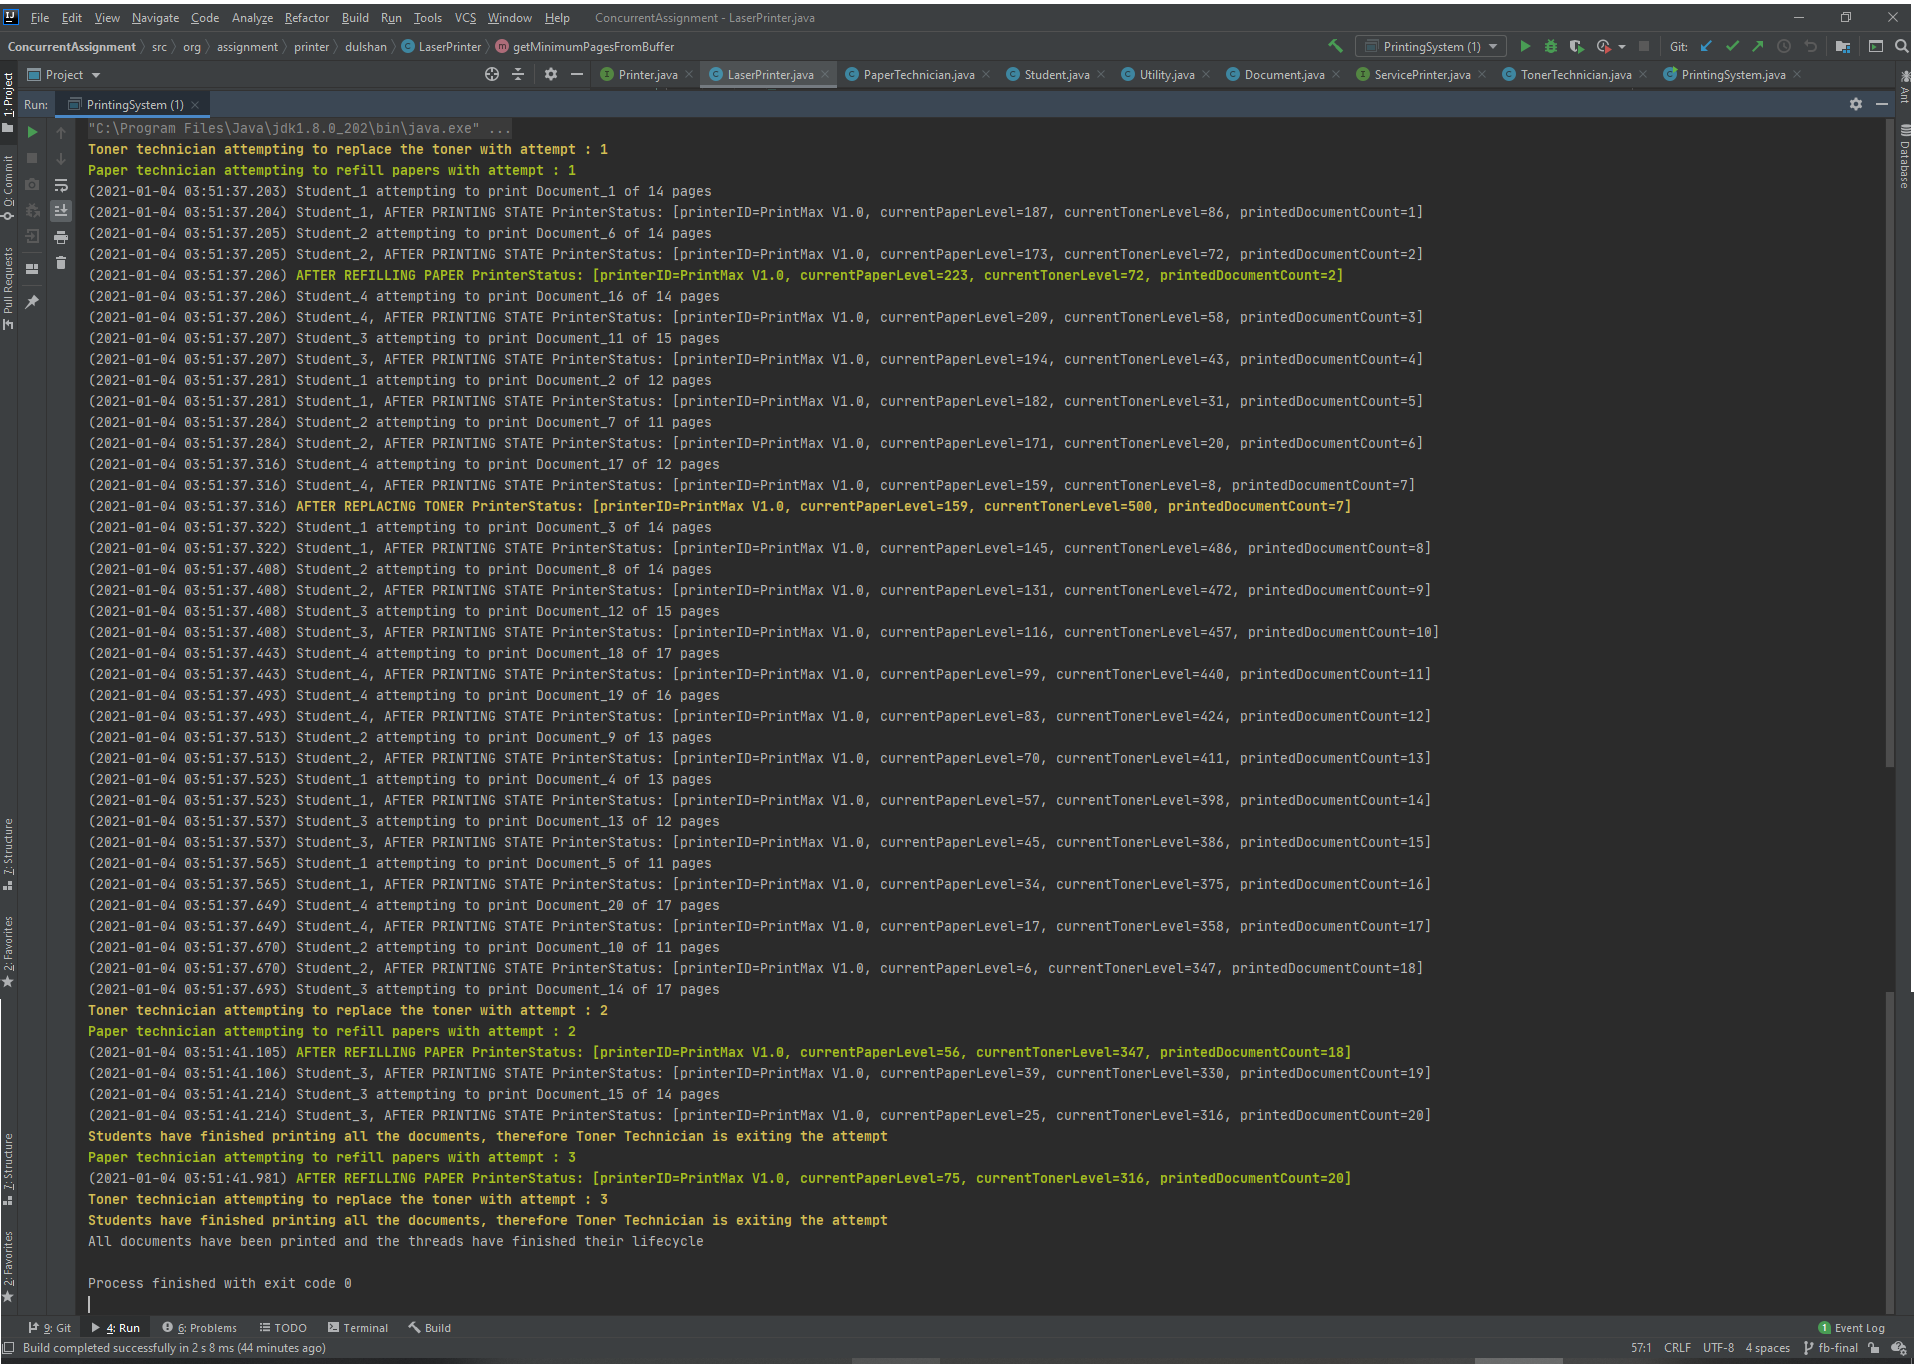 File Edit View Navigate Code Analyze Refactor Build Run Tools VCS Window Help ConcurrentAssignment - LaserPrinter.java
ConcurrentAssignment src org assignment printer dulshan LaserPrinter getMinimumPagesFromBuffer PrintingSystem (1) Git:
Project Printer.java LaserPrinter.java PaperTechnician.java Student.java Utility.java Document.java ServicePrinter.java TonerTechnician.java PrintingSystem.java
Run: PrintingSystem (1)
"C:\Program Files\Java\jdk1.8.0_202\bin\java.exe" ...
Toner technician attempting to replace the toner with attempt : 1
Paper technician attempting to refill papers with attempt : 1
(2021-01-04 03:51:37.203) Student_1 attempting to print Document_1 of 14 pages
(2021-01-04 03:51:37.204) Student_1, AFTER PRINTING STATE PrinterStatus: [printerID=PrintMax V1.0, currentPaperLevel=187, currentTonerLevel=86, printedDocumentCount=1]
(2021-01-04 03:51:37.205) Student_2 attempting to print Document_6 of 14 pages
(2021-01-04 03:51:37.205) Student_2, AFTER PRINTING STATE PrinterStatus: [printerID=PrintMax V1.0, currentPaperLevel=173, currentTonerLevel=72, printedDocumentCount=2]
(2021-01-04 03:51:37.206) AFTER REFILLING PAPER PrinterStatus: [printerID=PrintMax V1.0, currentPaperLevel=223, currentTonerLevel=72, printedDocumentCount=2]
(2021-01-04 03:51:37.206) Student_4 attempting to print Document_16 of 14 pages
(2021-01-04 03:51:37.206) Student_4, AFTER PRINTING STATE PrinterStatus: [printerID=PrintMax V1.0, currentPaperLevel=209, currentTonerLevel=58, printedDocumentCount=3]
(2021-01-04 03:51:37.207) Student_3 attempting to print Document_11 of 15 pages
(2021-01-04 03:51:37.207) Student_3, AFTER PRINTING STATE PrinterStatus: [printerID=PrintMax V1.0, currentPaperLevel=194, currentTonerLevel=43, printedDocumentCount=4]
(2021-01-04 03:51:37.281) Student_1 attempting to print Document_2 of 12 pages
(2021-01-04 03:51:37.281) Student_1, AFTER PRINTING STATE PrinterStatus: [printerID=PrintMax V1.0, currentPaperLevel=182, currentTonerLevel=31, printedDocumentCount=5]
(2021-01-04 03:51:37.284) Student_2 attempting to print Document_7 of 11 pages
(2021-01-04 03:51:37.284) Student_2, AFTER PRINTING STATE PrinterStatus: [printerID=PrintMax V1.0, currentPaperLevel=171, currentTonerLevel=20, printedDocumentCount=6]
(2021-01-04 03:51:37.316) Student_4 attempting to print Document_17 of 12 pages
(2021-01-04 03:51:37.316) Student_4, AFTER PRINTING STATE PrinterStatus: [printerID=PrintMax V1.0, currentPaperLevel=159, currentTonerLevel=8, printedDocumentCount=7]
(2021-01-04 03:51:37.316) AFTER REPLACING TONER PrinterStatus: [printerID=PrintMax V1.0, currentPaperLevel=159, currentTonerLevel=500, printedDocumentCount=7]
(2021-01-04 03:51:37.322) Student_1 attempting to print Document_3 of 14 pages
(2021-01-04 03:51:37.322) Student_1, AFTER PRINTING STATE PrinterStatus: [printerID=PrintMax V1.0, currentPaperLevel=145, currentTonerLevel=486, printedDocumentCount=8]
(2021-01-04 03:51:37.408) Student_2 attempting to print Document_8 of 14 pages
(2021-01-04 03:51:37.408) Student_2, AFTER PRINTING STATE PrinterStatus: [printerID=PrintMax V1.0, currentPaperLevel=131, currentTonerLevel=472, printedDocumentCount=9]
(2021-01-04 03:51:37.408) Student_3 attempting to print Document_12 of 15 pages
(2021-01-04 03:51:37.408) Student_3, AFTER PRINTING STATE PrinterStatus: [printerID=PrintMax V1.0, currentPaperLevel=116, currentTonerLevel=457, printedDocumentCount=10]
(2021-01-04 03:51:37.443) Student_4 attempting to print Document_18 of 17 pages
(2021-01-04 03:51:37.443) Student_4, AFTER PRINTING STATE PrinterStatus: [printerID=PrintMax V1.0, currentPaperLevel=99, currentTonerLevel=440, printedDocumentCount=11]
(2021-01-04 03:51:37.493) Student_4 attempting to print Document_19 of 16 pages
(2021-01-04 03:51:37.493) Student_4, AFTER PRINTING STATE PrinterStatus: [printerID=PrintMax V1.0, currentPaperLevel=83, currentTonerLevel=424, printedDocumentCount=12]
(2021-01-04 03:51:37.513) Student_2 attempting to print Document_9 of 13 pages
(2021-01-04 03:51:37.513) Student_2, AFTER PRINTING STATE PrinterStatus: [printerID=PrintMax V1.0, currentPaperLevel=70, currentTonerLevel=411, printedDocumentCount=13]
(2021-01-04 03:51:37.523) Student_1 attempting to print Document_4 of 13 pages
(2021-01-04 03:51:37.523) Student_1, AFTER PRINTING STATE PrinterStatus: [printerID=PrintMax V1.0, currentPaperLevel=57, currentTonerLevel=398, printedDocumentCount=14]
(2021-01-04 03:51:37.537) Student_3 attempting to print Document_13 of 12 pages
(2021-01-04 03:51:37.537) Student_3, AFTER PRINTING STATE PrinterStatus: [printerID=PrintMax V1.0, currentPaperLevel=45, currentTonerLevel=386, printedDocumentCount=15]
(2021-01-04 03:51:37.565) Student_1 attempting to print Document_5 of 11 pages
(2021-01-04 03:51:37.565) Student_1, AFTER PRINTING STATE PrinterStatus: [printerID=PrintMax V1.0, currentPaperLevel=34, currentTonerLevel=375, printedDocumentCount=16]
(2021-01-04 03:51:37.649) Student_4 attempting to print Document_20 of 17 pages
(2021-01-04 03:51:37.649) Student_4, AFTER PRINTING STATE PrinterStatus: [printerID=PrintMax V1.0, currentPaperLevel=17, currentTonerLevel=358, printedDocumentCount=17]
(2021-01-04 03:51:37.670) Student_2 attempting to print Document_10 of 11 pages
(2021-01-04 03:51:37.670) Student_2, AFTER PRINTING STATE PrinterStatus: [printerID=PrintMax V1.0, currentPaperLevel=6, currentTonerLevel=347, printedDocumentCount=18]
(2021-01-04 03:51:37.693) Student_3 attempting to print Document_14 of 17 pages
Toner technician attempting to replace the toner with attempt : 2
Paper technician attempting to refill papers with attempt : 2
(2021-01-04 03:51:41.105) AFTER REFILLING PAPER PrinterStatus: [printerID=PrintMax V1.0, currentPaperLevel=56, currentTonerLevel=347, printedDocumentCount=18]
(2021-01-04 03:51:41.106) Student_3, AFTER PRINTING STATE PrinterStatus: [printerID=PrintMax V1.0, currentPaperLevel=39, currentTonerLevel=330, printedDocumentCount=19]
(2021-01-04 03:51:41.214) Student_3 attempting to print Document_15 of 14 pages
(2021-01-04 03:51:41.214) Student_3, AFTER PRINTING STATE PrinterStatus: [printerID=PrintMax V1.0, currentPaperLevel=25, currentTonerLevel=316, printedDocumentCount=20]
Students have finished printing all the documents, therefore Toner Technician is exiting the attempt
Paper technician attempting to refill papers with attempt : 3
(2021-01-04 03:51:41.981) AFTER REFILLING PAPER PrinterStatus: [printerID=PrintMax V1.0, currentPaperLevel=75, currentTonerLevel=316, printedDocumentCount=20]
Toner technician attempting to replace the toner with attempt : 3
Students have finished printing all the documents, therefore Toner Technician is exiting the attempt
All documents have been printed and the threads have finished their lifecycle
Process finished with exit code 0
1: Project
0: Commit
Pull Requests
7: Structure
2: Favorites
7: Structure
2: Favorites
Ant
Database
9: Git 4: Run 6: Problems TODO Terminal Build 1 Event Log
Build completed successfully in 2 s 8 ms (44 minutes ago) 57:1 CRLF UTF-8 4 spaces fb-final